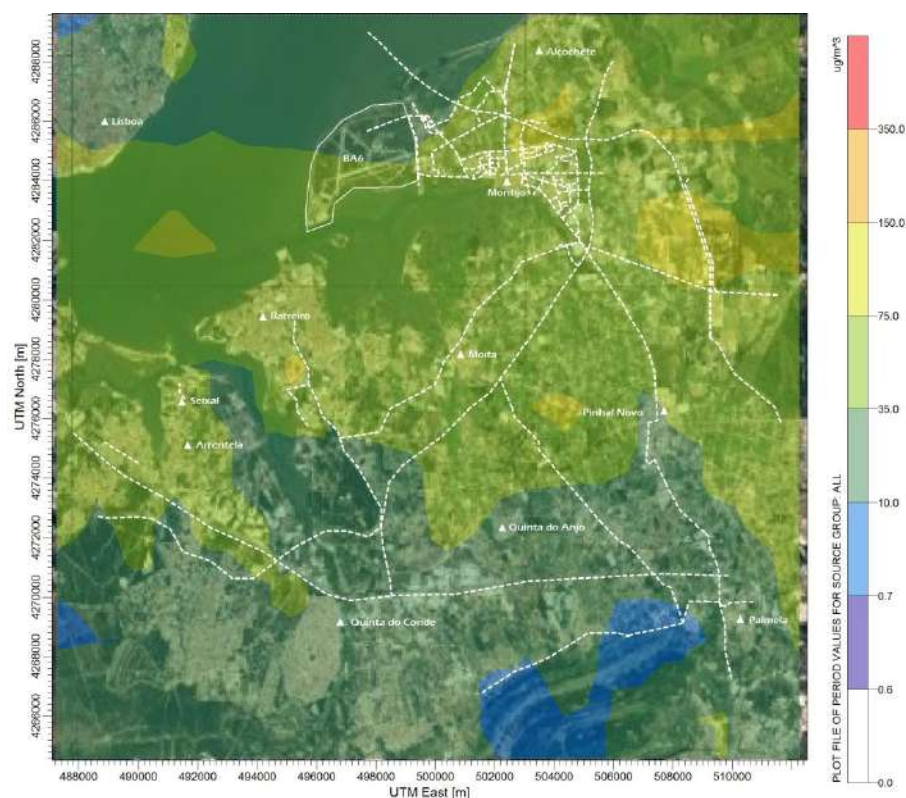 ug/m^3
Alcochete
4288000
350.0
Lisboa
4286000
BA6
4284000
Montijo
150.0
4282000
75.0
4280000
Barreiro
UTM North [m]
4278000
Moita
35.0
Seixal
4276000
Pinhal Novo
Arrentela
10.0
4274000
Quinta do Anjo
4272000
0.7
4270000
Quinta do Conde
Palmela
4268000
0.6
4266000
0.0
488000 490000 492000 494000 496000 498000 500000 502000 504000 506000 508000 510000
UTM East [m]
PLOT FILE OF PERIOD VALUES FOR SOURCE GROUP: ALL